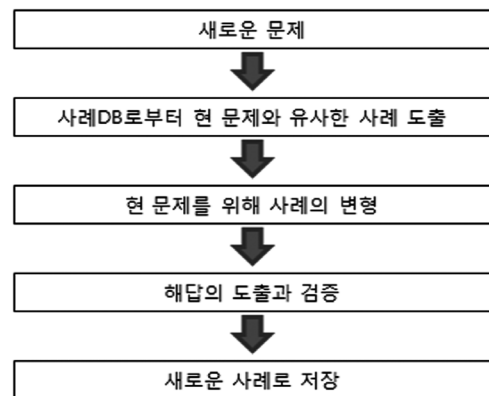 새로운 문제
사례DB로부터 현 문제와 유사한 사례 도출
현 문제를 위해 사례의 변형
해답의 도출과 검증
새로운 사례로 저장